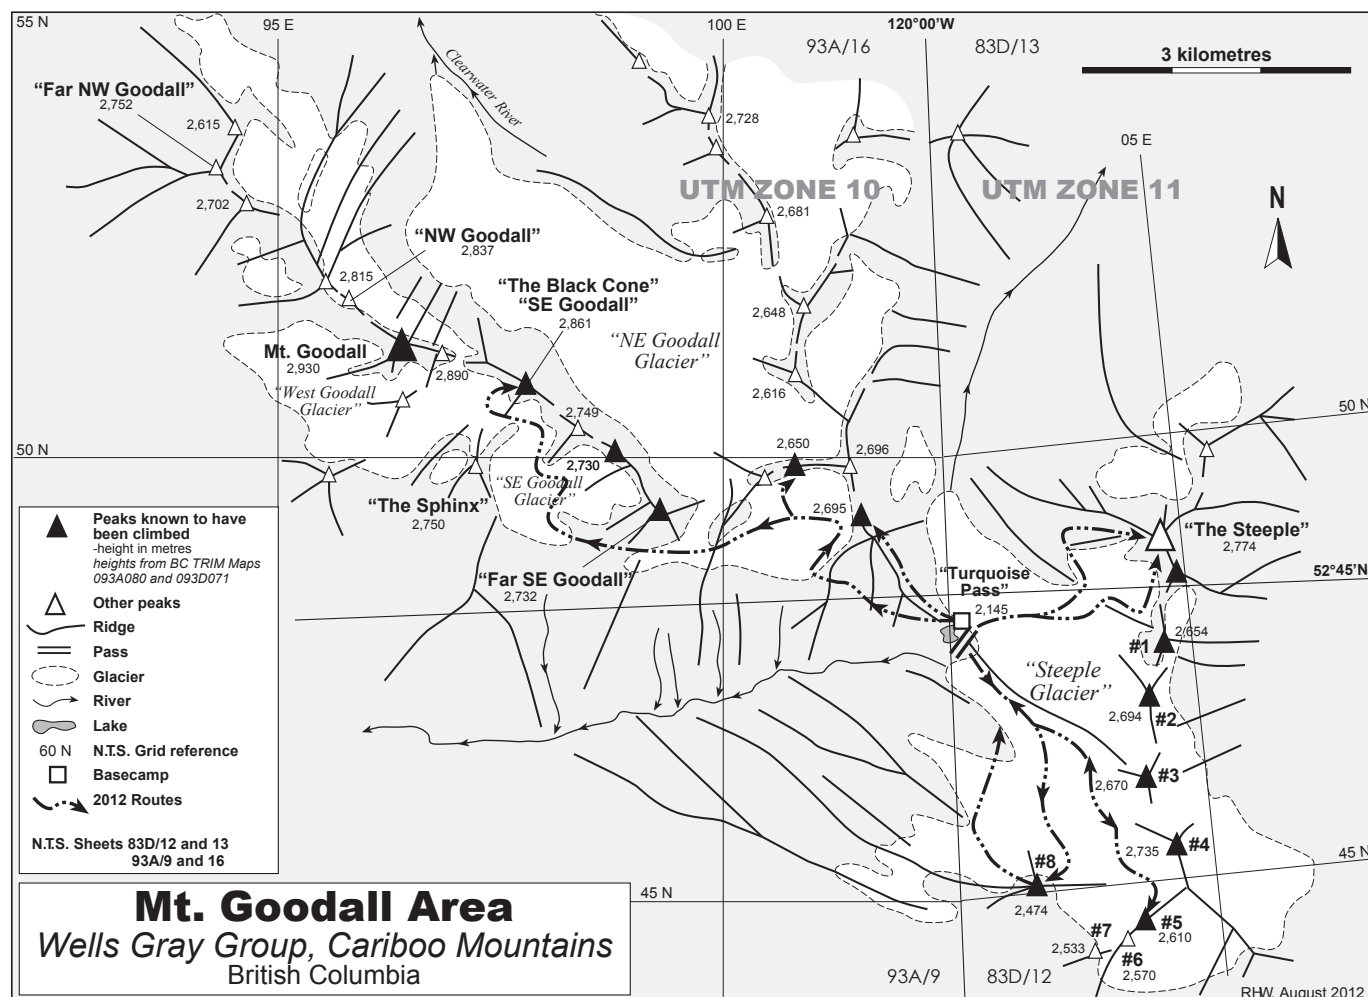 55 N
95 E
100 E
120°00'W
93A/16
83D/13
3 kilometres
Clearwater River
“Far NW Goodall”
2,752
2,615
2,728
05 E
UTM ZONE 10
UTM ZONE 11
N
2,702
2,681
“NW Goodall”
2,837
2,815
“The Black Cone”
“SE Goodall”
2,861
2,648
“NE Goodall
Glacier”
Mt. Goodall
2,930
2,890
“West Goodall
Glacier”
2,616
2,749
50 N
50 N
2,650
2,696
2,730
“SE Goodall
Glacier”
“The Sphinx”
2,750
2,695
“The Steeple”
2,774
“Far SE Goodall”
2,732
“Turquoise
Pass”
2,145
52°45'N
#1
2,654
“Steeple
Glacier”
2,694
#2
2,670
#3
2,735
#4
45 N
#8
2,474
45 N
#5
2,610
#7
2,533
#6
2,570
93A/9
83D/12
Peaks known to have
been climbed
-height in metres
heights from BC TRIM Maps
093A080 and 093D071
Other peaks
Ridge
Pass
Glacier
River
Lake
60 N N.T.S. Grid reference
Basecamp
2012 Routes
N.T.S. Sheets 83D/12 and 13
93A/9 and 16
Mt. Goodall Area
Wells Gray Group, Cariboo Mountains
British Columbia
RHW, August 2012